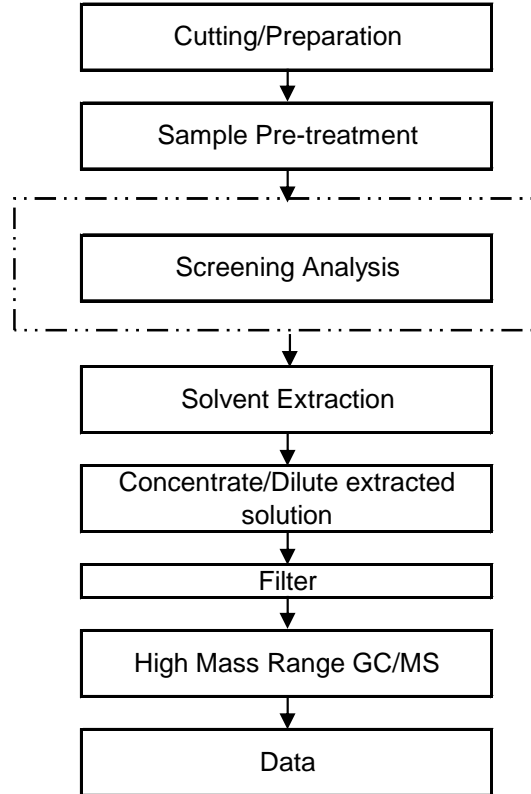 Cutting/Preparation
Sample Pre-treatment
Screening Analysis
Solvent Extraction
Concentrate/Dilute extracted
solution
Filter
High Mass Range GC/MS
Data